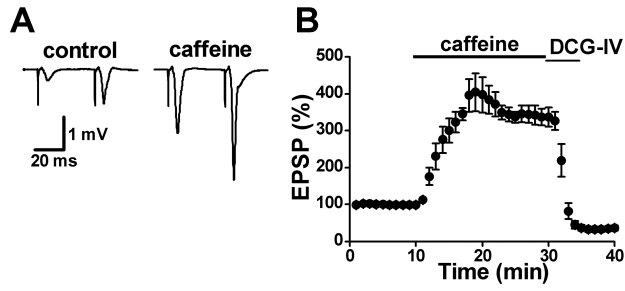 A
control
caffeine
1 mV
20 ms
B
caffeine
DCG-IV
EPSP (%)
500
400
300
200
100
0
0
10
20
30
40
Time (min)